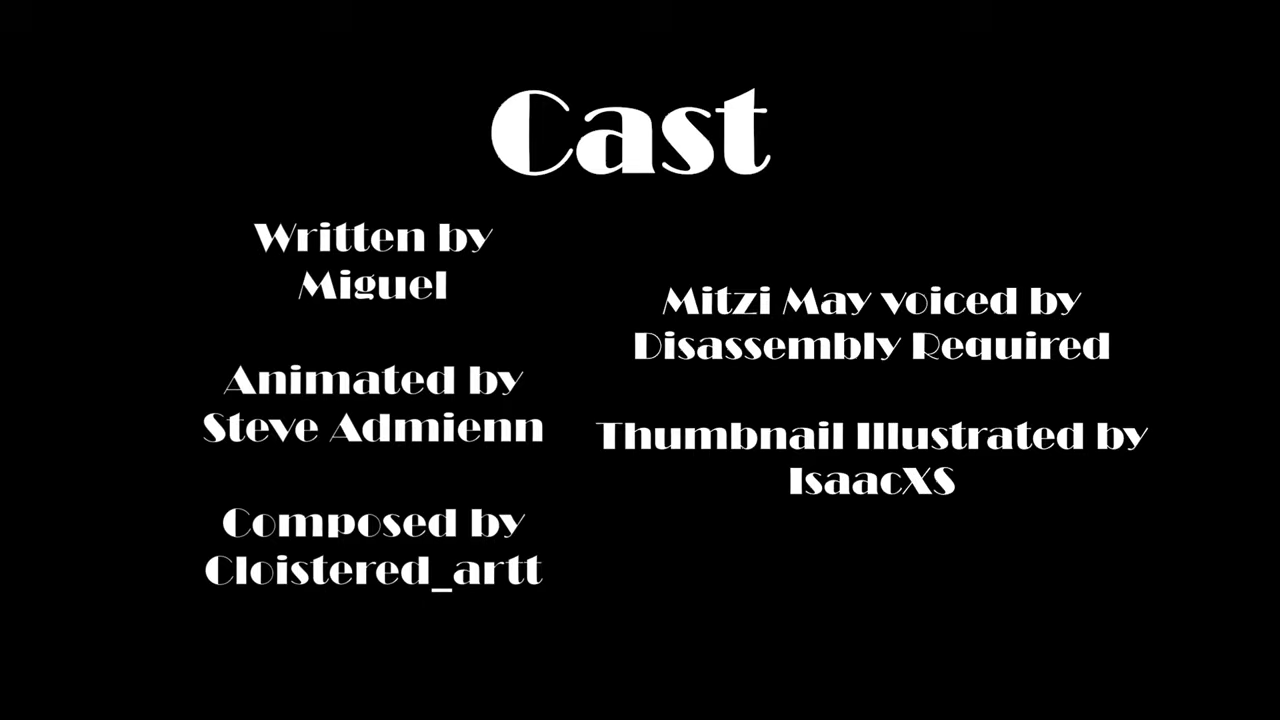 Cast
Written by
Miguel
Animated by
Steve Admienn
Composed by
Cloistered_artt
Mitzi May voiced by
Disassembly Required
Thumbnail Illustrated by
IsaacXS